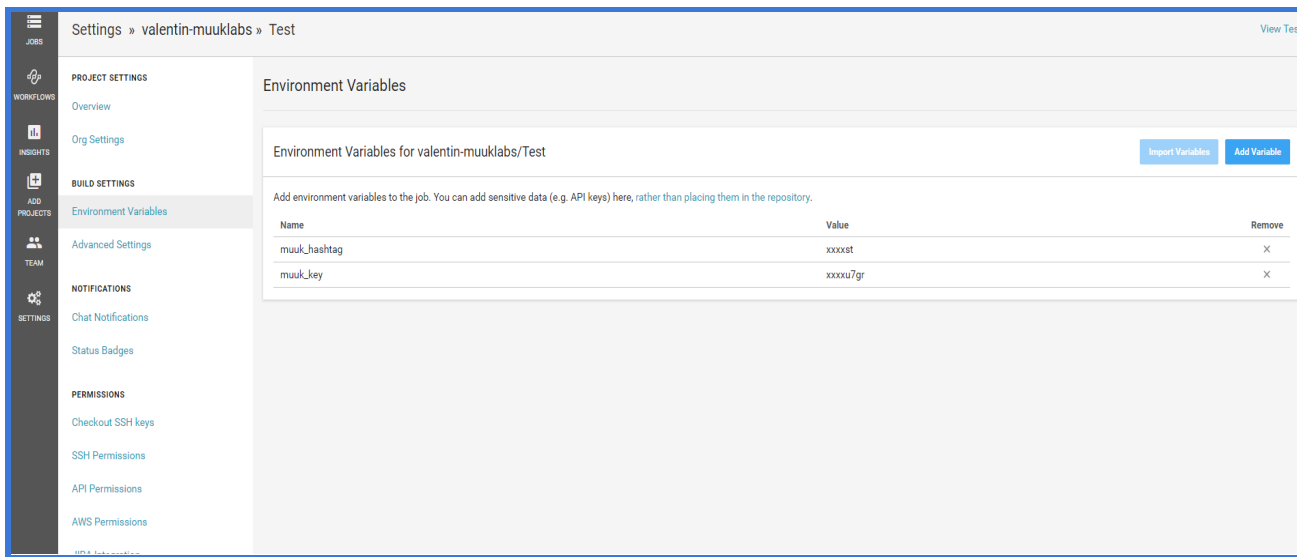 JOBS
WORKFLOWS
INSIGHTS
ADD
PROJECTS
TEAM
SETTINGS
Settings » valentin-muuklabs » Test
View Tes
PROJECT SETTINGS
Overview
Org Settings
BUILD SETTINGS
Environment Variables
Advanced Settings
NOTIFICATIONS
Chat Notifications
Status Badges
PERMISSIONS
Checkout SSH keys
SSH Permissions
API Permissions
AWS Permissions
JIRA Integration
Environment Variables
Environment Variables for valentin-muuklabs/Test
Import Variables
Add Variable
Add environment variables to the job. You can add sensitive data (e.g. API keys) here, rather than placing them in the repository.
Name Value Remove
muuk_hashtag xxxxst ×
muuk_key xxxxu7gr ×